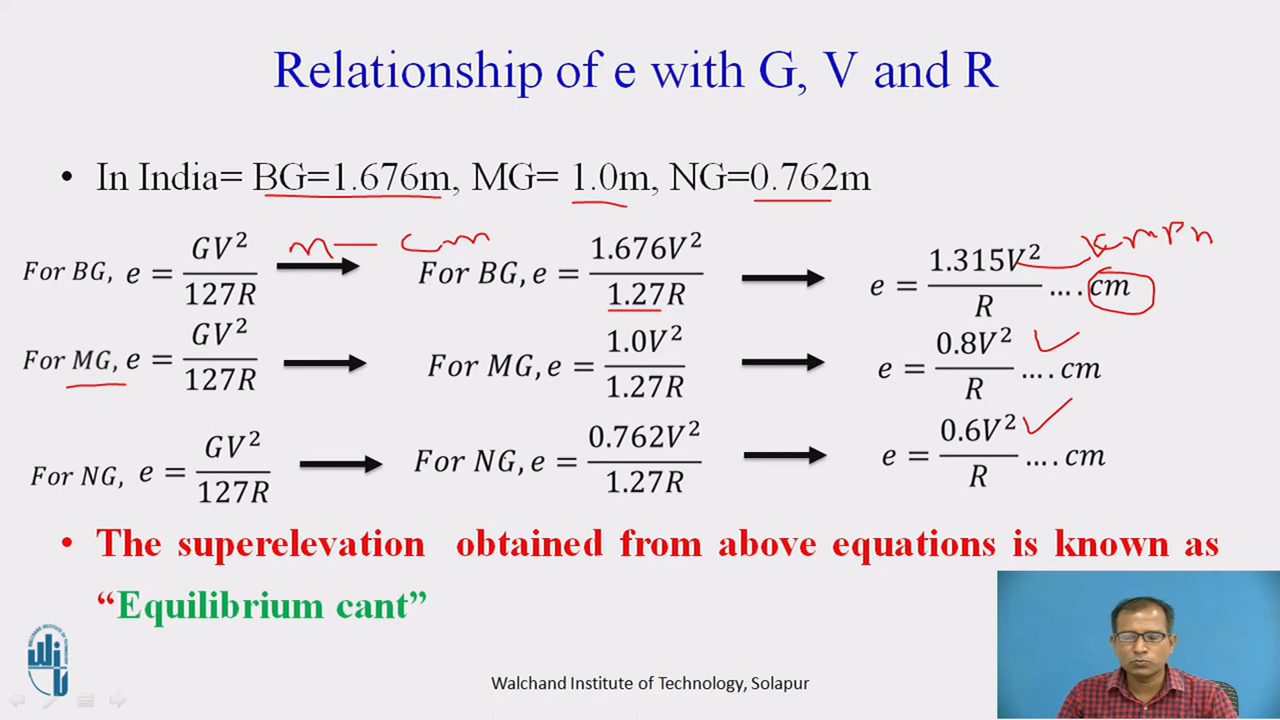 Relationship of e with G, V and R
• In India= BG=1.676m, MG= 1.0m, NG=0.762m
For BG, e = GV²/127R m — cm For BG, e = 1.676V²/1.27R e = 1.315V²/R ....cm Kmph
For MG, e = GV²/127R For MG, e = 1.0V²/1.27R e = 0.8V²/R ....cm
For NG, e = GV²/127R For NG, e = 0.762V²/1.27R e = 0.6V²/R ....cm
• The superelevation obtained from above equations is known as
“Equilibrium cant”
Walchand Institute of Technology, Solapur